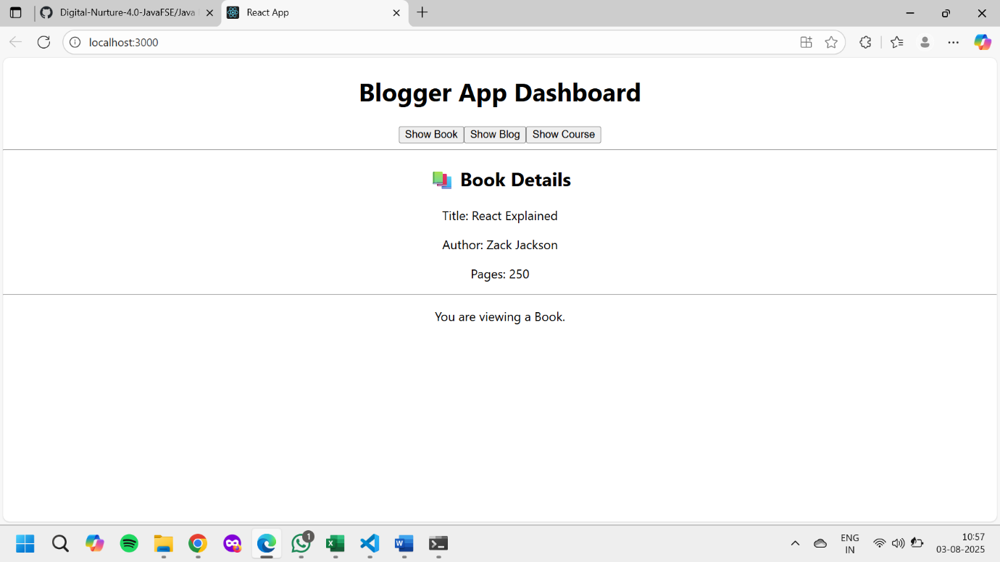 Digital-Nurture-4.0-JavaFSE/Java
React App
localhost:3000
Blogger App Dashboard
Show Book Show Blog Show Course
Book Details
Title: React Explained
Author: Zack Jackson
Pages: 250
You are viewing a Book.
1
ENG
IN
10:57
03-08-2025